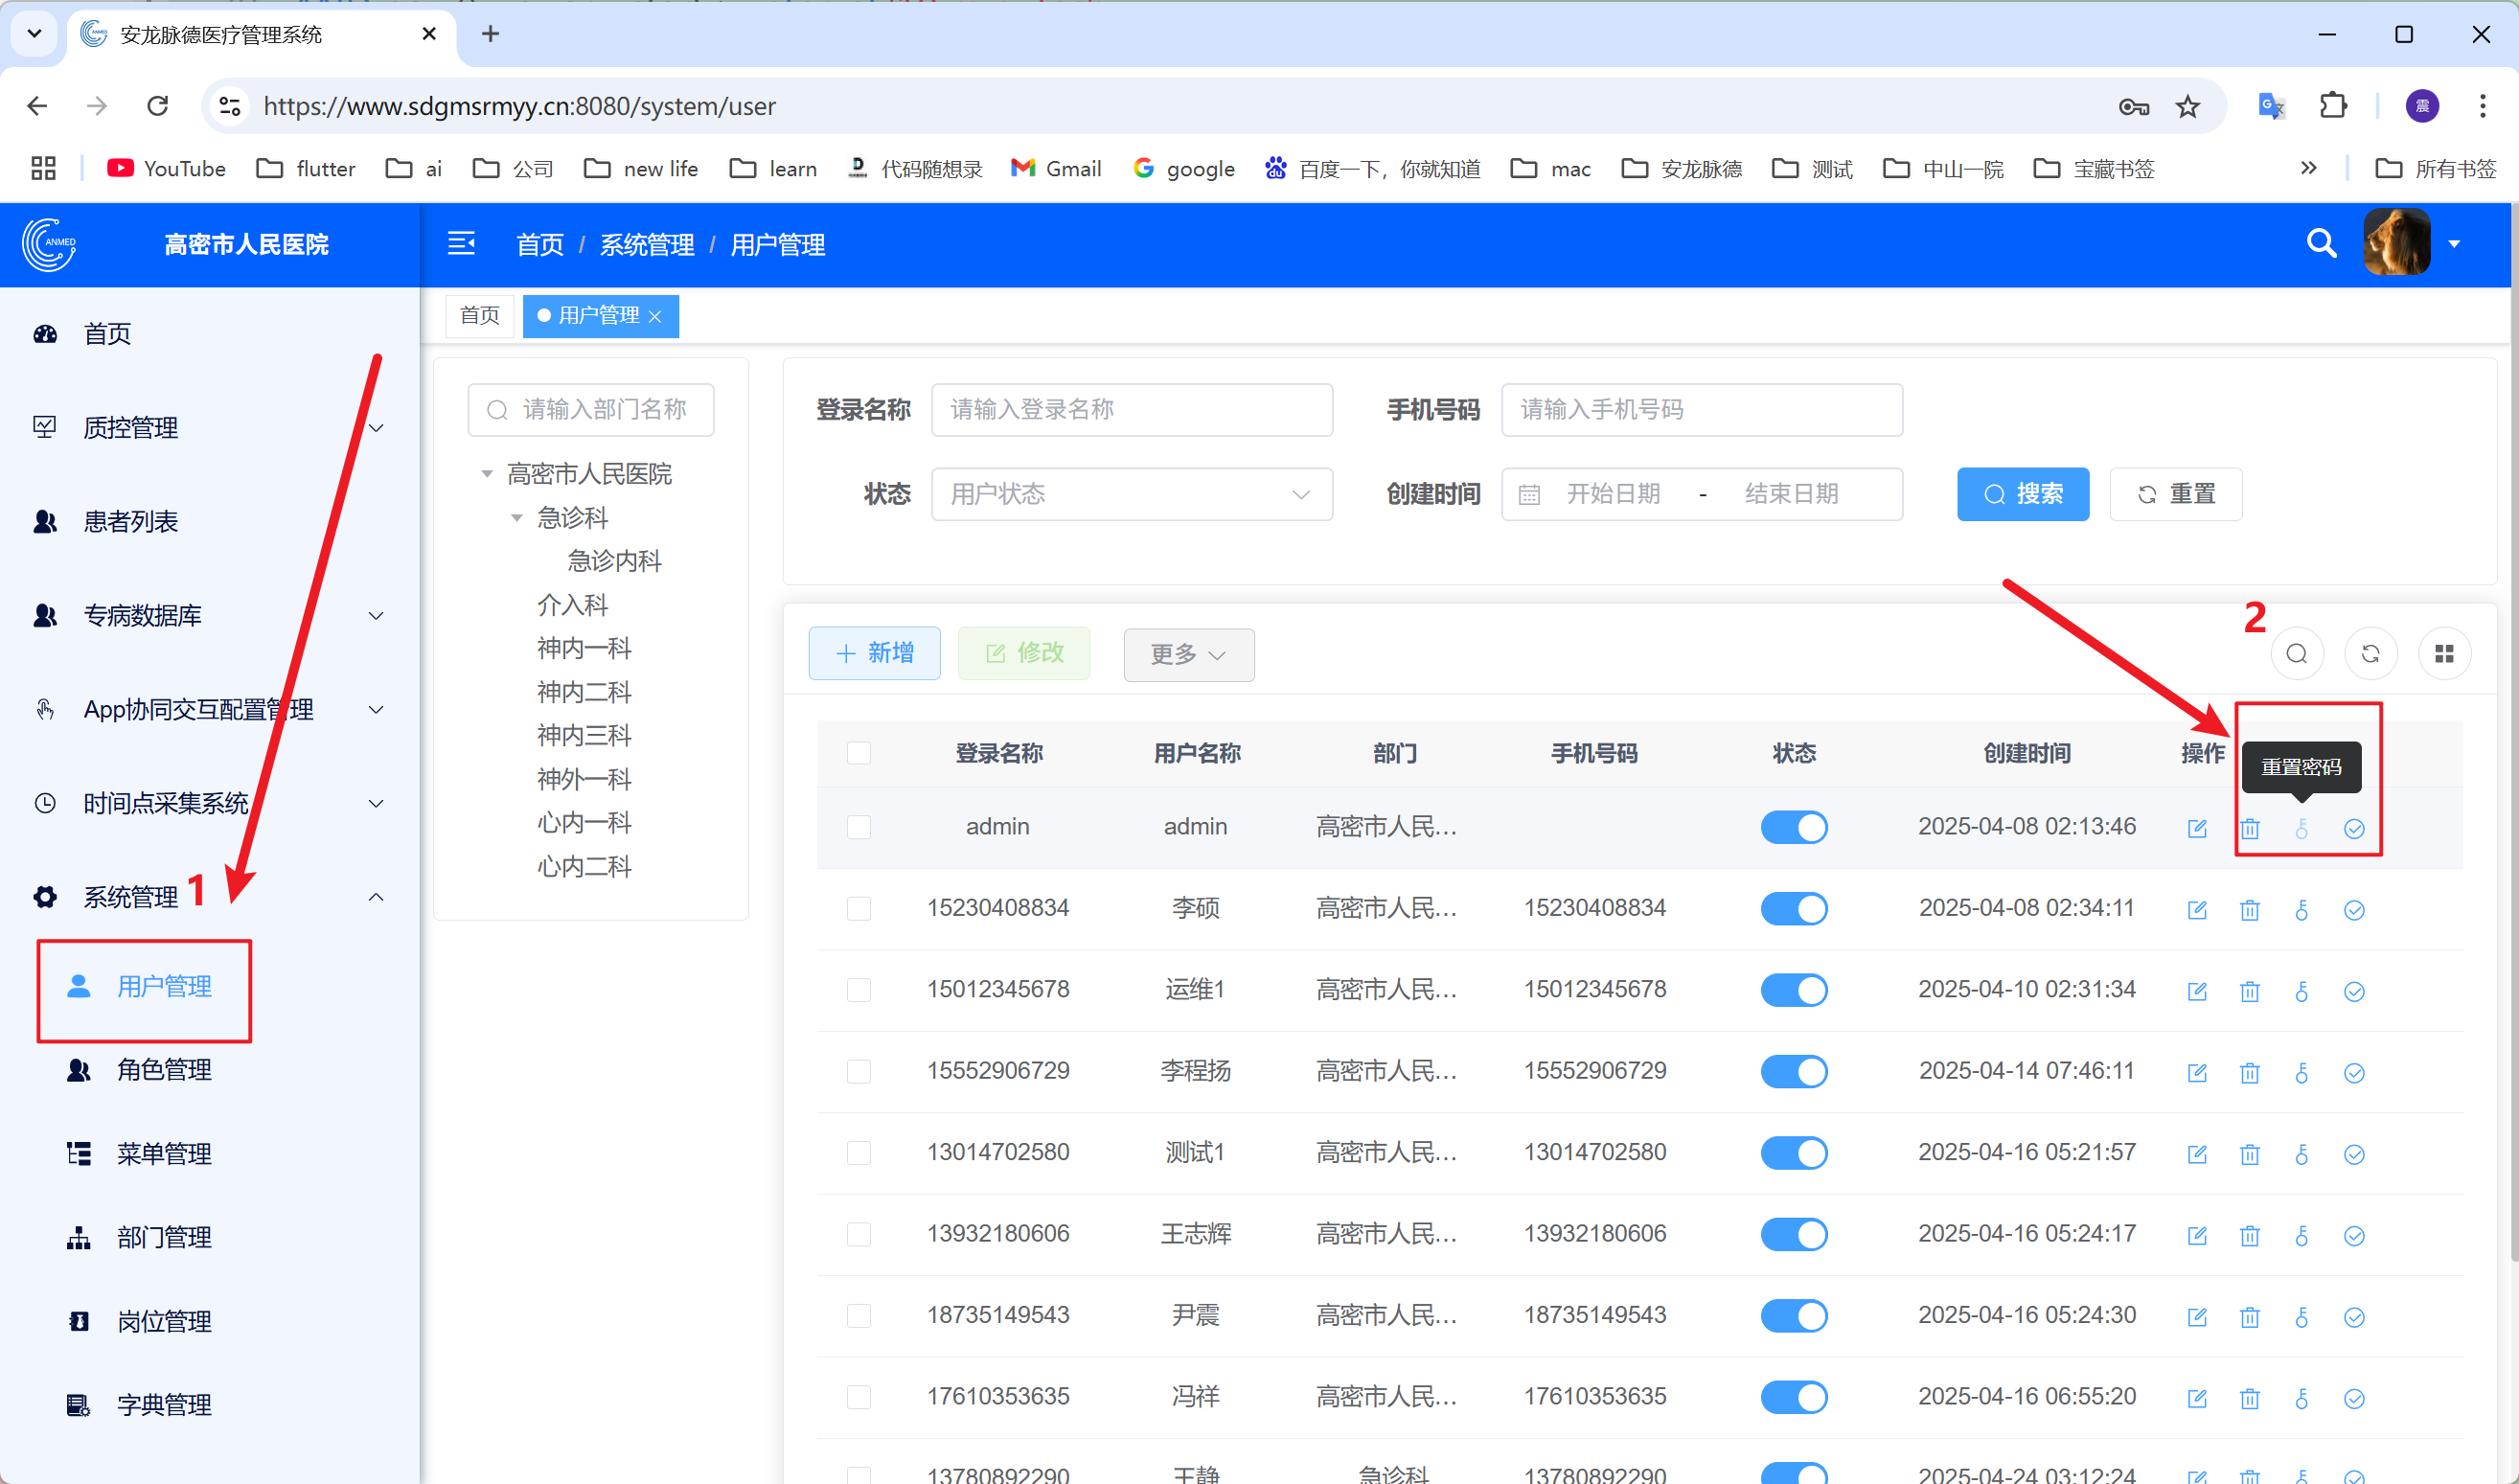 安龙脉德医疗管理系统
https://www.sdgmsrmyy.cn:8080/system/user
震
YouTube flutter ai 公司 new life learn 代码随想录 Gmail google 百度一下，你就知道 mac 安龙脉德 测试 中山一院 宝藏书签 所有书签
ANMED 高密市人民医院 首页 / 系统管理 / 用户管理
首页 用户管理
首页
质控管理
患者列表
专病数据库
App协同交互配置管理
时间点采集系统
系统管理 1
用户管理
角色管理
菜单管理
部门管理
岗位管理
字典管理
请输入部门名称
高密市人民医院
急诊科
急诊内科
介入科
神内一科
神内二科
神内三科
神外一科
心内一科
心内二科
登录名称 请输入登录名称 手机号码 请输入手机号码
状态 用户状态 创建时间 开始日期 - 结束日期 搜索 重置
新增 修改 更多 2
登录名称 用户名称 部门 手机号码 状态 创建时间 操作 重置密码
admin admin 高密市人民… 2025-04-08 02:13:46
15230408834 李硕 高密市人民… 15230408834 2025-04-08 02:34:11
15012345678 运维1 高密市人民… 15012345678 2025-04-10 02:31:34
15552906729 李程扬 高密市人民… 15552906729 2025-04-14 07:46:11
13014702580 测试1 高密市人民… 13014702580 2025-04-16 05:21:57
13932180606 王志辉 高密市人民… 13932180606 2025-04-16 05:24:17
18735149543 尹震 高密市人民… 18735149543 2025-04-16 05:24:30
17610353635 冯祥 高密市人民… 17610353635 2025-04-16 06:55:20
13780892290 王静 急诊科 13780892290 2025-04-24 03:12:24